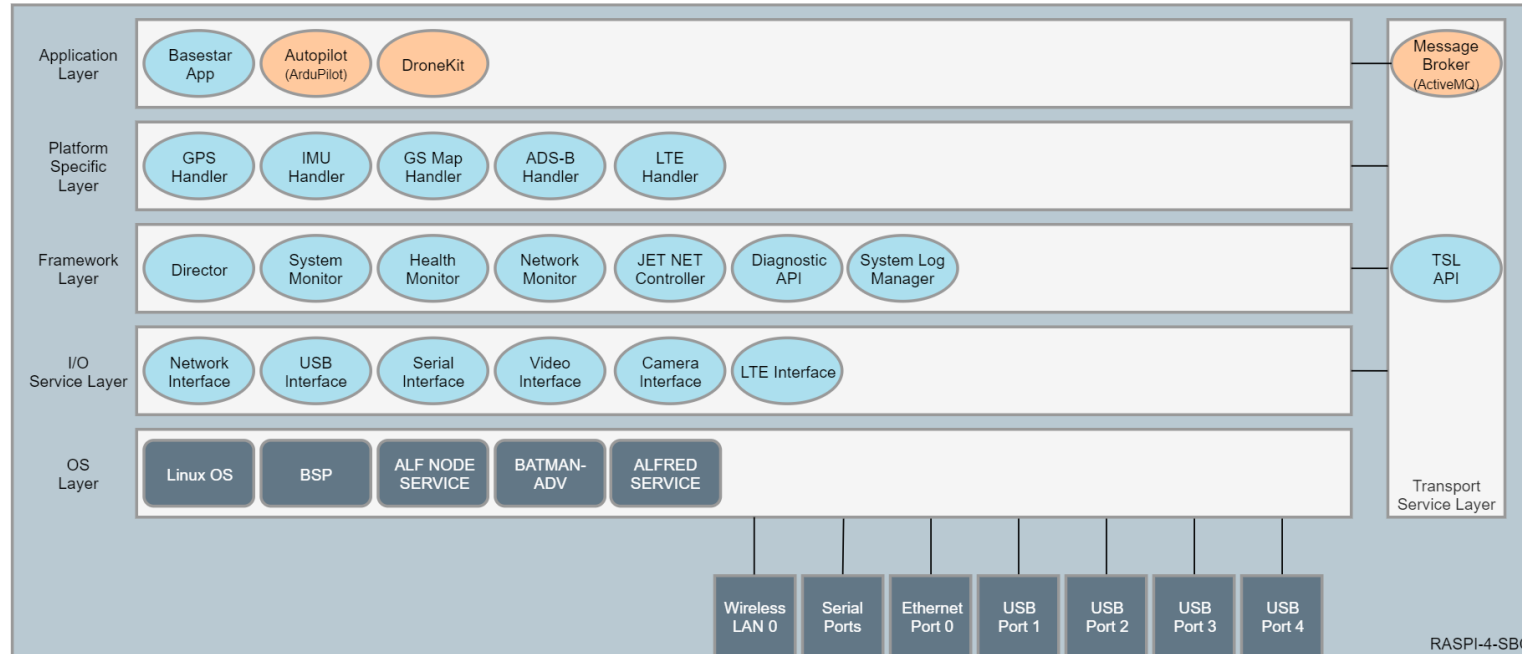 Application
Layer
Basestar
App
Autopilot
(ArduPilot)
DroneKit
Message
Broker
(ActiveMQ)
Platform
Specific
Layer
GPS
Handler
IMU
Handler
GS Map
Handler
ADS-B
Handler
LTE
Handler
Framework
Layer
Director
System
Monitor
Health
Monitor
Network
Monitor
JET NET
Controller
Diagnostic
API
System Log
Manager
TSL
API
I/O
Service Layer
Network
Interface
USB
Interface
Serial
Interface
Video
Interface
Camera
Interface
LTE Interface
OS
Layer
Linux OS
BSP
ALF NODE
SERVICE
BATMAN-
ADV
ALFRED
SERVICE
Transport
Service Layer
Wireless
LAN 0
Serial
Ports
Ethernet
Port 0
USB
Port 1
USB
Port 2
USB
Port 3
USB
Port 4
RASPI-4-SB